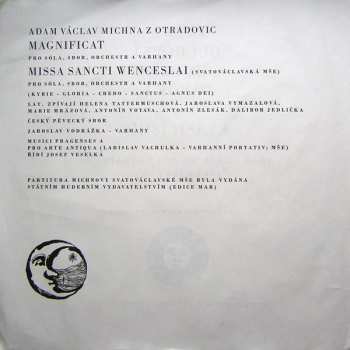 ADAM VÁCLAV MICHNA Z OTRADOVIC
MAGNIFICAT
PRO SÓLA, SBOR, ORCHESTR A VARHANY
MISSA SANCTI WENCESLAI (SVATOVÁCLAVSKÁ MŠE)
PRO SÓLA, SBOR, ORCHESTR A VARHANY
(KYRIE - GLORIA - CREDO - SANCTUS - AGNUS DEI)
LAT. ZPÍVAJÍ HELENA TATTERMUSCHOVÁ, JAROSLAVA VYMAZALOVÁ,
MARIE MRÁZOVÁ, ANTONÍN VOTAVA, ANTONÍN ZLESÁK, DALIBOR JEDLIČKA
ČESKÝ PĚVECKÝ SBOR
JAROSLAV VODRÁŽKA - VARHANY
MUSICI PRAGENSES A
PRO ARTE ANTIQUA (LADISLAV VACHULKA - VARHANNÍ PORTATIV; MŠE)
ŘÍDÍ JOSEF VESELKA
PARTITURA MICHNOVY SVATOVÁCLAVSKÉ MŠE BYLA VYDÁNA
STÁTNÍM HUDEBNÍM VYDAVATELSTVÍM (EDICE MAB)